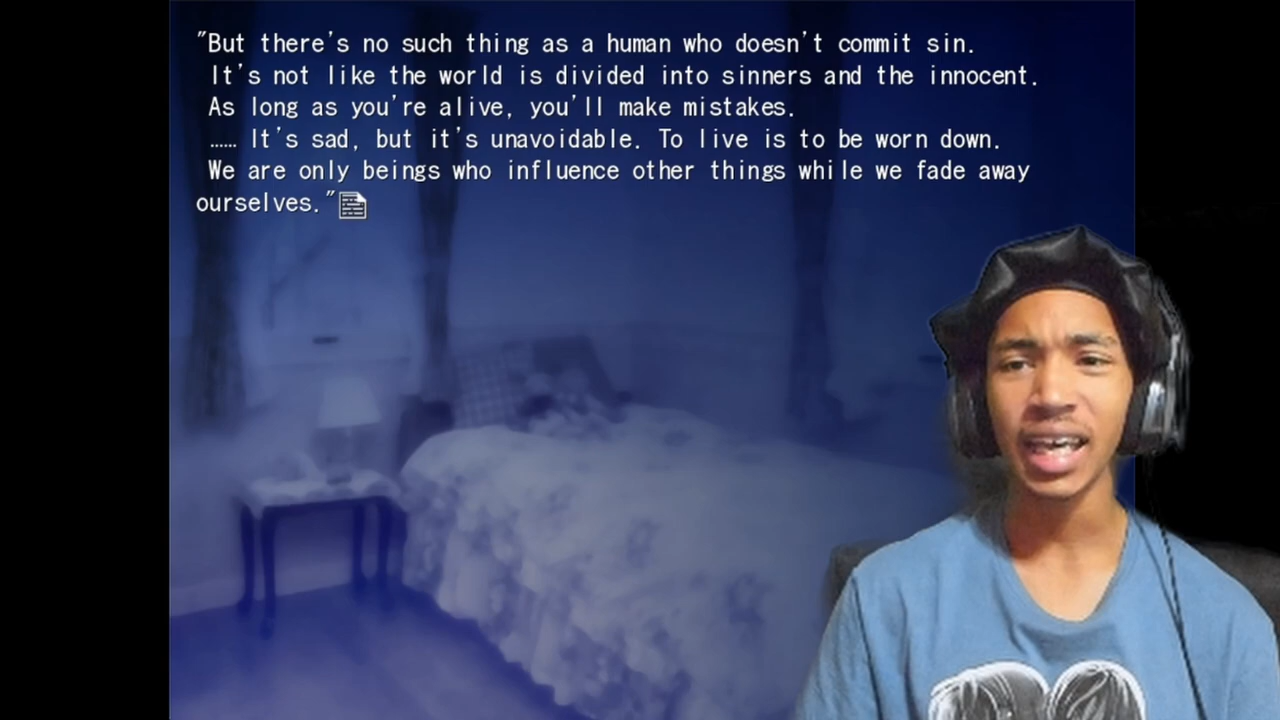 "But there's no such thing as a human who doesn't commit sin.
It's not like the world is divided into sinners and the innocent.
As long as you're alive, you'll make mistakes.
…… It's sad, but it's unavoidable. To live is to be worn down.
We are only beings who influence other things while we fade away
ourselves."